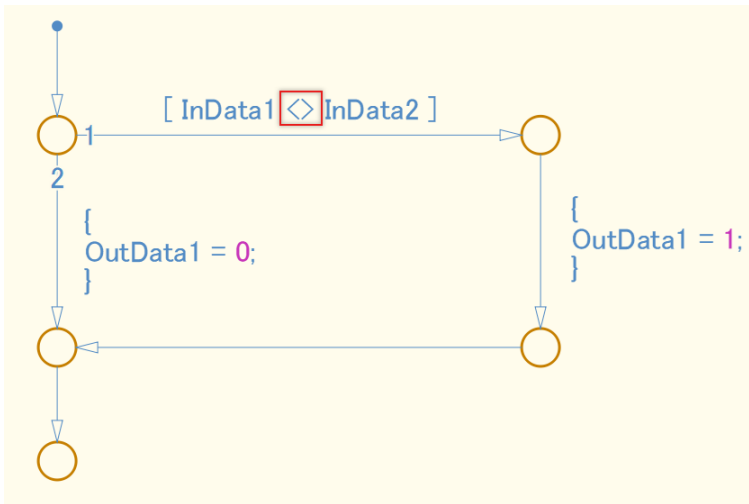 [ InData1 <> InData2 ]
1
2
{
OutData1 = 0;
}
{
OutData1 = 1;
}